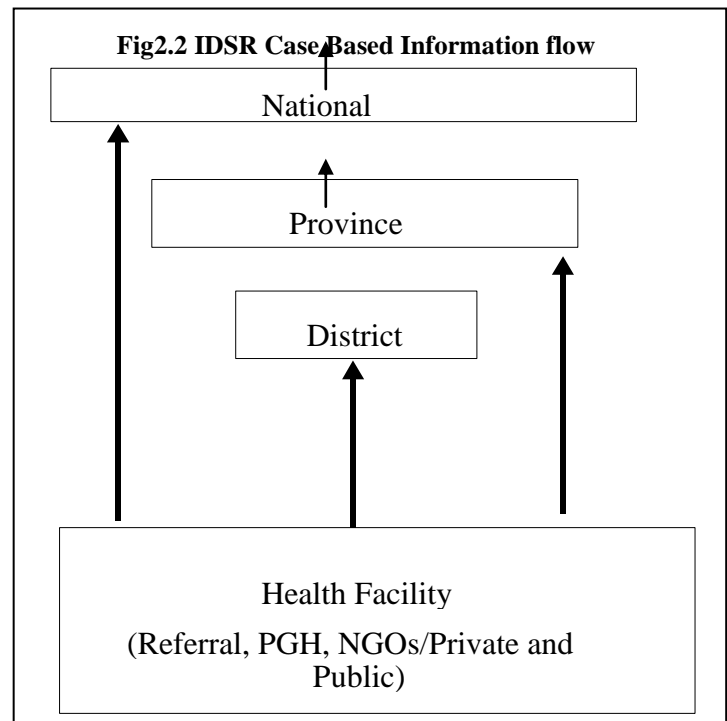 Fig2.2 IDSR Case Based Information flow
National
Province
District
Health Facility
(Referral, PGH, NGOs/Private and
Public)